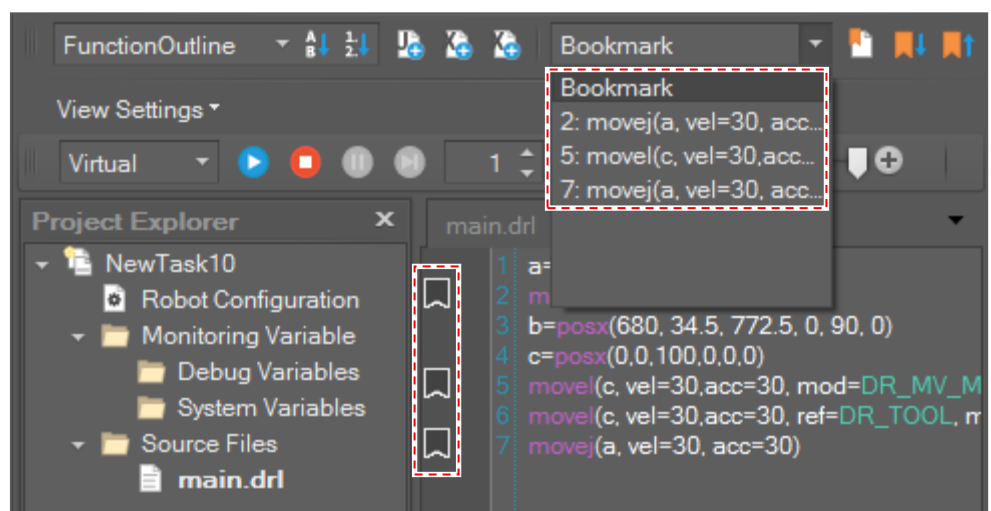 FunctionOutline
Bookmark
Bookmark
2: movej(a, vel=30, acc...
5: movel(c, vel=30,acc...
7: movej(a, vel=30, acc...
View Settings
Virtual
1
Project Explorer
NewTask10
Robot Configuration
Monitoring Variable
Debug Variables
System Variables
Source Files
main.drl
main.drl
1 a=
2 m
3 b=posx(680, 34.5, 772.5, 0, 90, 0)
4 c=posx(0,0,100,0,0,0)
5 movel(c, vel=30,acc=30, mod=DR_MV_M
6 movel(c, vel=30,acc=30, ref=DR_TOOL, m
7 movej(a, vel=30, acc=30)